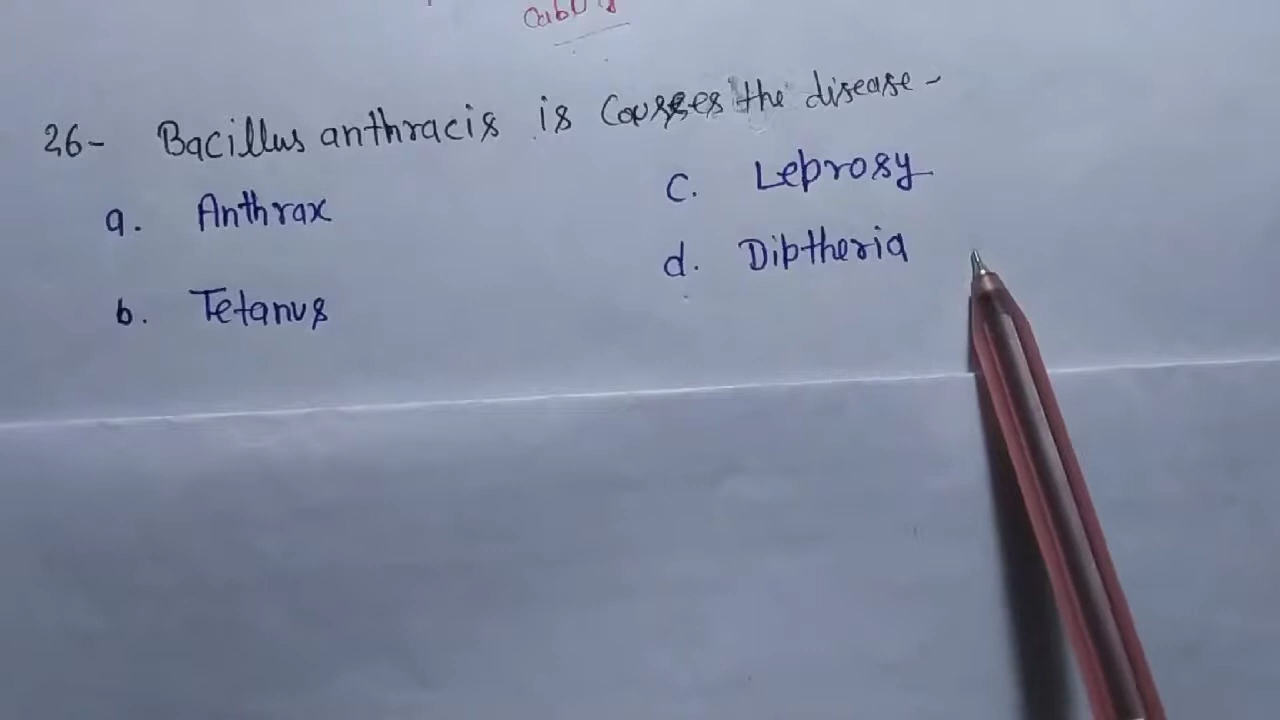 26- Bacillus anthracis is Causes the disease -
a. Anthrax
b. Tetanus
c. Leprosy
d. Diptheria